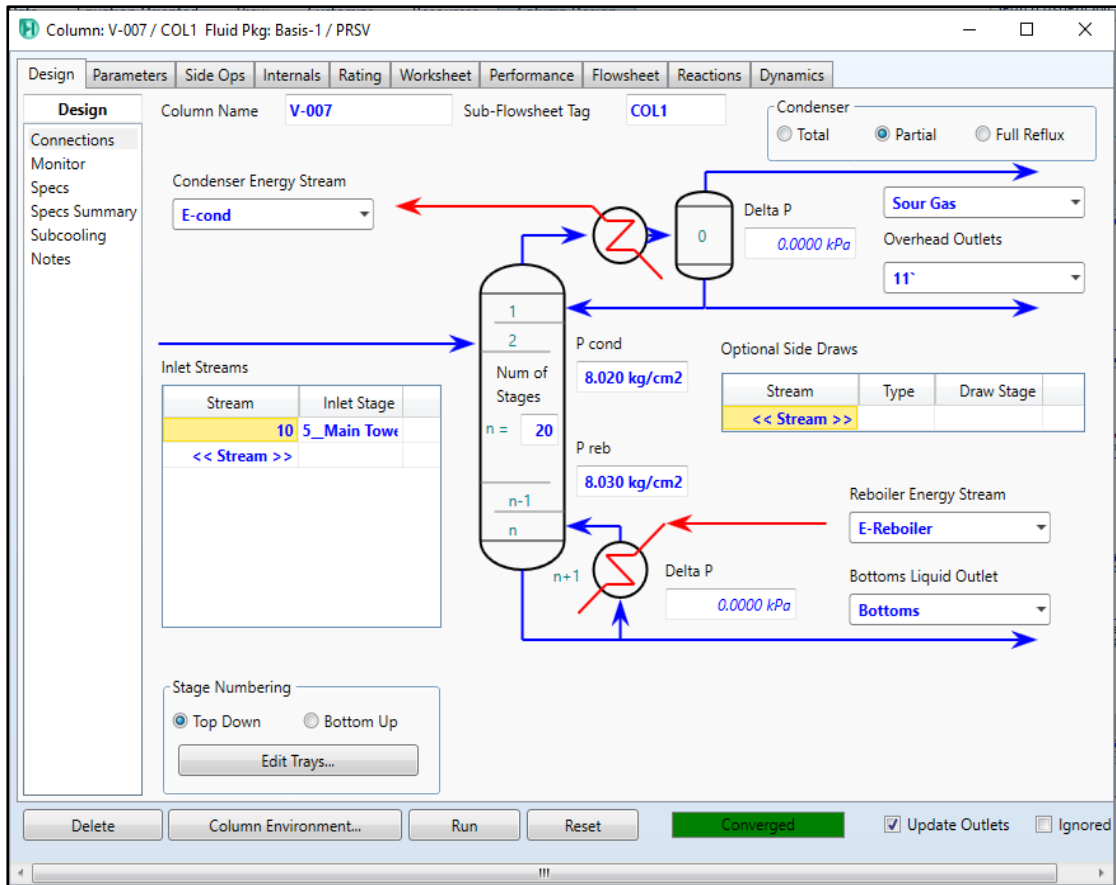 Column: V-007 / COL1 Fluid Pkg: Basis-1 / PRSV
Design Parameters Side Ops Internals Rating Worksheet Performance Flowsheet Reactions Dynamics
Design
Connections
Monitor
Specs
Specs Summary
Subcooling
Notes
Column Name V-007 Sub-Flowsheet Tag COL1
Condenser
Total Partial Full Reflux
Condenser Energy Stream
E-cond
0
Delta P
0.0000 kPa
Sour Gas
Overhead Outlets
11`
1
2
Num of
Stages
n = 20
n-1
n
n+1
Inlet Streams
Stream Inlet Stage
10 5__Main Towe
<< Stream >>
P cond
8.020 kg/cm2
Optional Side Draws
Stream Type Draw Stage
<< Stream >>
P reb
8.030 kg/cm2
Reboiler Energy Stream
E-Reboiler
Delta P
0.0000 kPa
Bottoms Liquid Outlet
Bottoms
Stage Numbering
Top Down Bottom Up
Edit Trays...
Delete Column Environment... Run Reset Converged Update Outlets Ignored